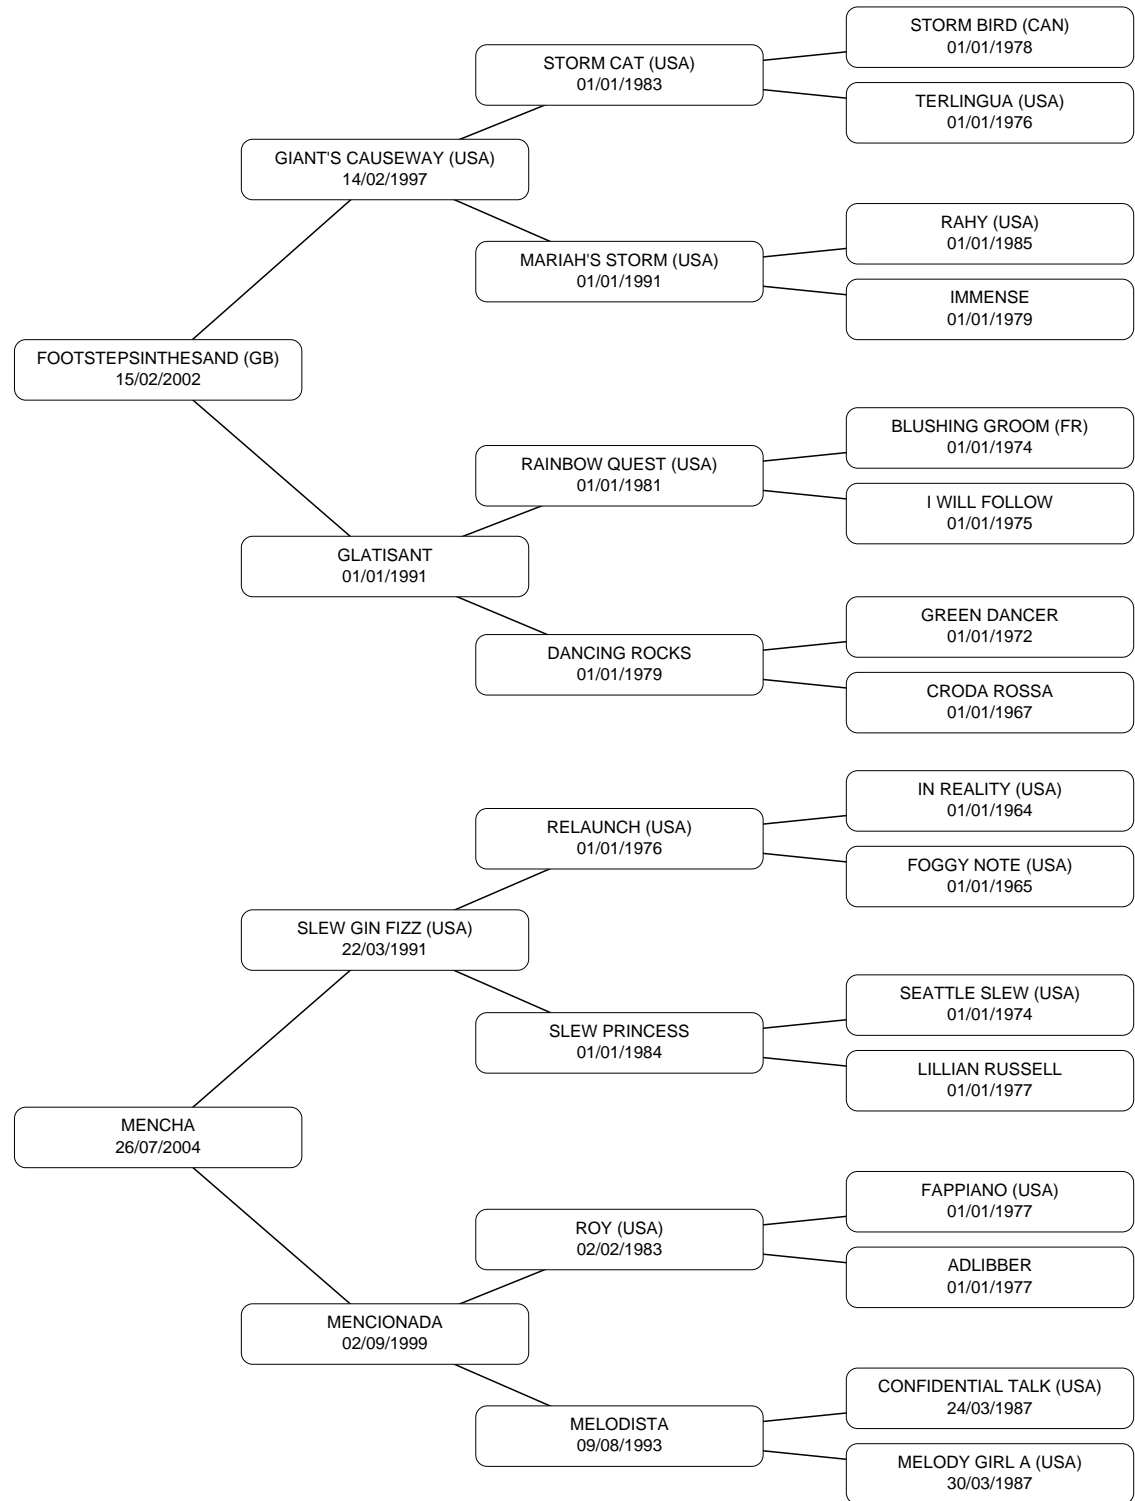 STORM BIRD (CAN)
01/01/1978
STORM CAT (USA)
01/01/1983
TERLINGUA (USA)
01/01/1976
GIANT'S CAUSEWAY (USA)
14/02/1997
RAHY (USA)
01/01/1985
MARIAH'S STORM (USA)
01/01/1991
IMMENSE
01/01/1979
FOOTSTEPSINTHESAND (GB)
15/02/2002
BLUSHING GROOM (FR)
01/01/1974
RAINBOW QUEST (USA)
01/01/1981
I WILL FOLLOW
01/01/1975
GLATISANT
01/01/1991
GREEN DANCER
01/01/1972
DANCING ROCKS
01/01/1979
CRODA ROSSA
01/01/1967
IN REALITY (USA)
01/01/1964
RELAUNCH (USA)
01/01/1976
FOGGY NOTE (USA)
01/01/1965
SLEW GIN FIZZ (USA)
22/03/1991
SEATTLE SLEW (USA)
01/01/1974
SLEW PRINCESS
01/01/1984
LILLIAN RUSSELL
01/01/1977
MENCHA
26/07/2004
FAPPIANO (USA)
01/01/1977
ROY (USA)
02/02/1983
ADLIBBER
01/01/1977
MENCIONADA
02/09/1999
CONFIDENTIAL TALK (USA)
24/03/1987
MELODISTA
09/08/1993
MELODY GIRL A (USA)
30/03/1987